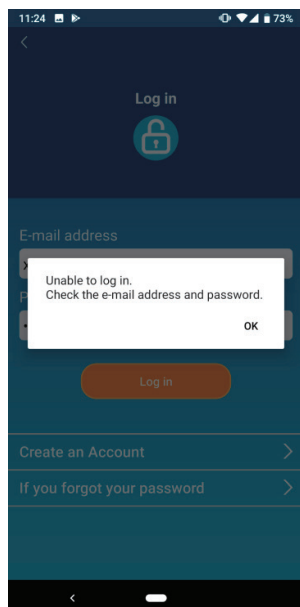 11:24
73%
Log in
E-mail address
Unable to log in.
Check the e-mail address and password.
OK
Log in
Create an Account
If you forgot your password